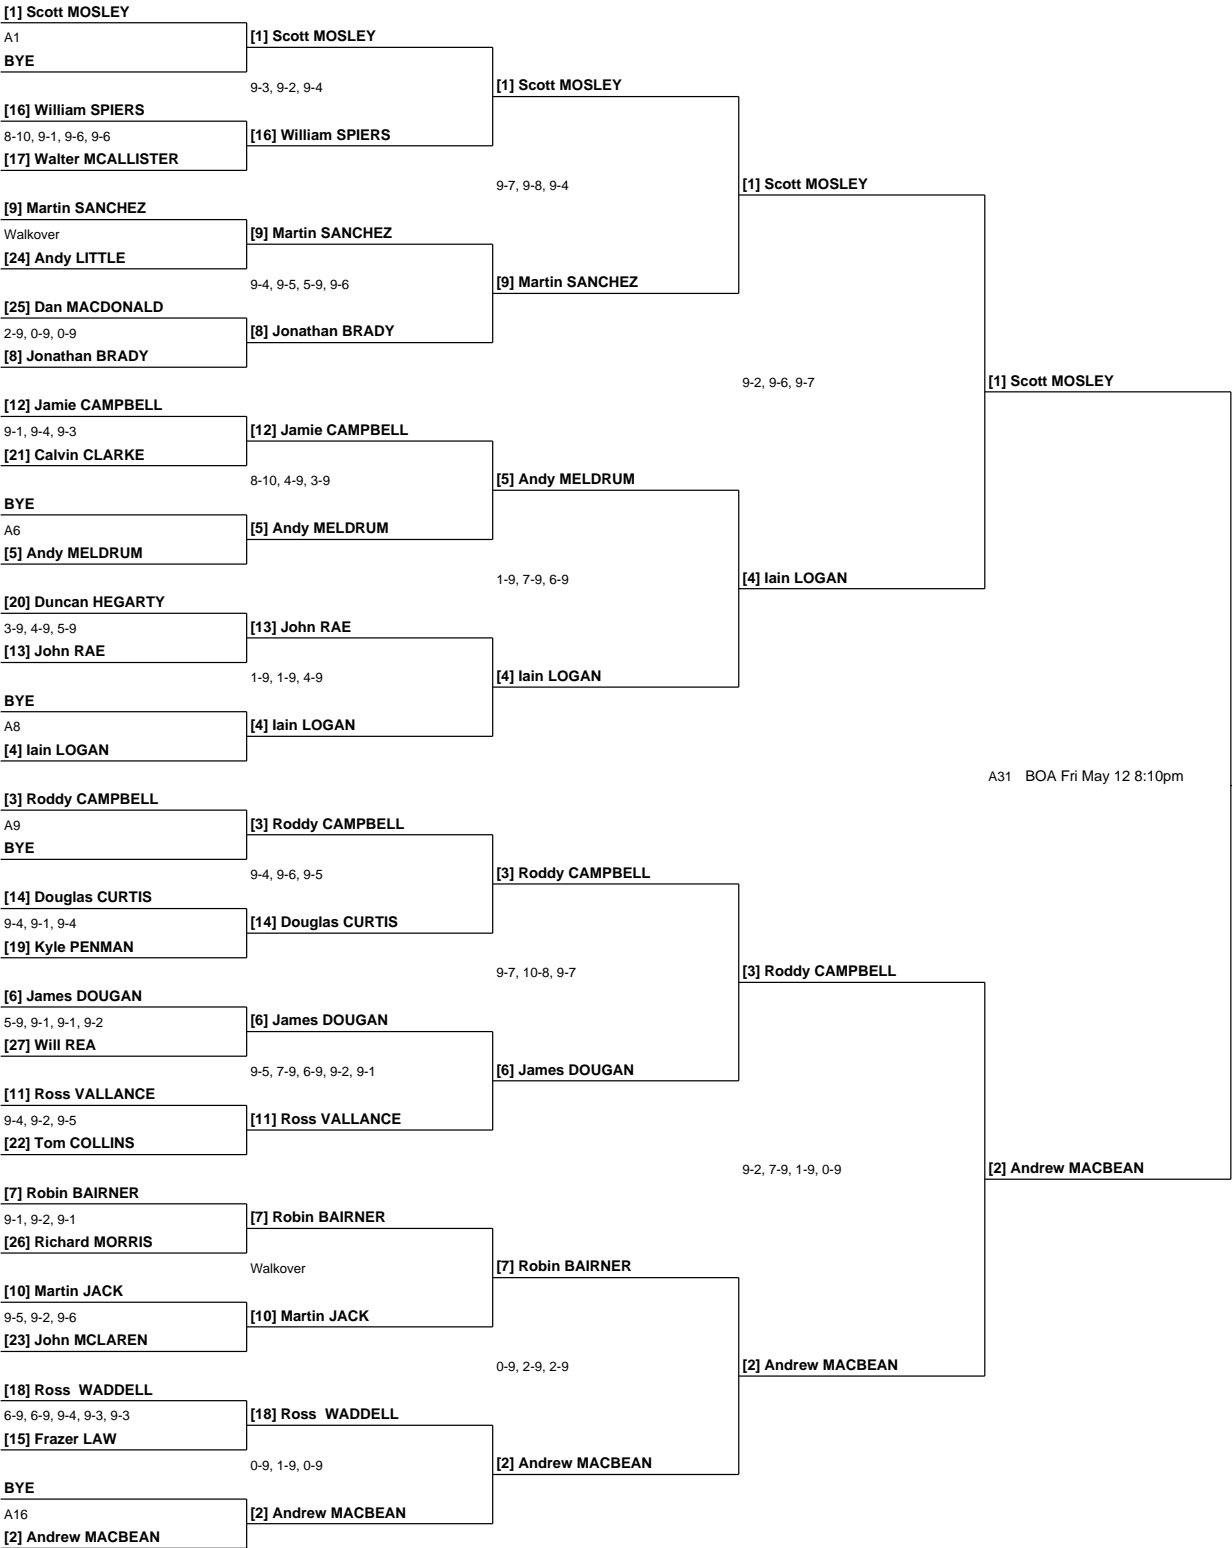 [1] Scott MOSLEY
A1
BYE
[16] William SPIERS
8-10, 9-1, 9-6, 9-6
[17] Walter MCALLISTER
[9] Martin SANCHEZ
Walkover
[24] Andy LITTLE
[25] Dan MACDONALD
2-9, 0-9, 0-9
[8] Jonathan BRADY
[12] Jamie CAMPBELL
9-1, 9-4, 9-3
[21] Calvin CLARKE
BYE
A6
[5] Andy MELDRUM
[20] Duncan HEGARTY
3-9, 4-9, 5-9
[13] John RAE
BYE
A8
[4] Iain LOGAN
[3] Roddy CAMPBELL
A9
BYE
[14] Douglas CURTIS
9-4, 9-1, 9-4
[19] Kyle PENMAN
[6] James DOUGAN
5-9, 9-1, 9-1, 9-2
[27] Will REA
[11] Ross VALLANCE
9-4, 9-2, 9-5
[22] Tom COLLINS
[7] Robin BAIRNER
9-1, 9-2, 9-1
[26] Richard MORRIS
[10] Martin JACK
9-5, 9-2, 9-6
[23] John MCLAREN
[18] Ross  WADDELL
6-9, 6-9, 9-4, 9-3, 9-3
[15] Frazer LAW
BYE
A16
[2] Andrew MACBEAN
[1] Scott MOSLEY
9-3, 9-2, 9-4
[16] William SPIERS
[9] Martin SANCHEZ
9-4, 9-5, 5-9, 9-6
[8] Jonathan BRADY
[12] Jamie CAMPBELL
8-10, 4-9, 3-9
[5] Andy MELDRUM
[13] John RAE
1-9, 1-9, 4-9
[4] Iain LOGAN
[3] Roddy CAMPBELL
9-4, 9-6, 9-5
[14] Douglas CURTIS
[6] James DOUGAN
9-5, 7-9, 6-9, 9-2, 9-1
[11] Ross VALLANCE
[7] Robin BAIRNER
Walkover
[10] Martin JACK
[18] Ross  WADDELL
0-9, 1-9, 0-9
[2] Andrew MACBEAN
[1] Scott MOSLEY
9-7, 9-8, 9-4
[9] Martin SANCHEZ
[5] Andy MELDRUM
1-9, 7-9, 6-9
[4] Iain LOGAN
[3] Roddy CAMPBELL
9-7, 10-8, 9-7
[6] James DOUGAN
[7] Robin BAIRNER
0-9, 2-9, 2-9
[2] Andrew MACBEAN
[1] Scott MOSLEY
9-2, 9-6, 9-7
[4] Iain LOGAN
[3] Roddy CAMPBELL
9-2, 7-9, 1-9, 0-9
[2] Andrew MACBEAN
[1] Scott MOSLEY
A31 BOA Fri May 12 8:10pm
[2] Andrew MACBEAN